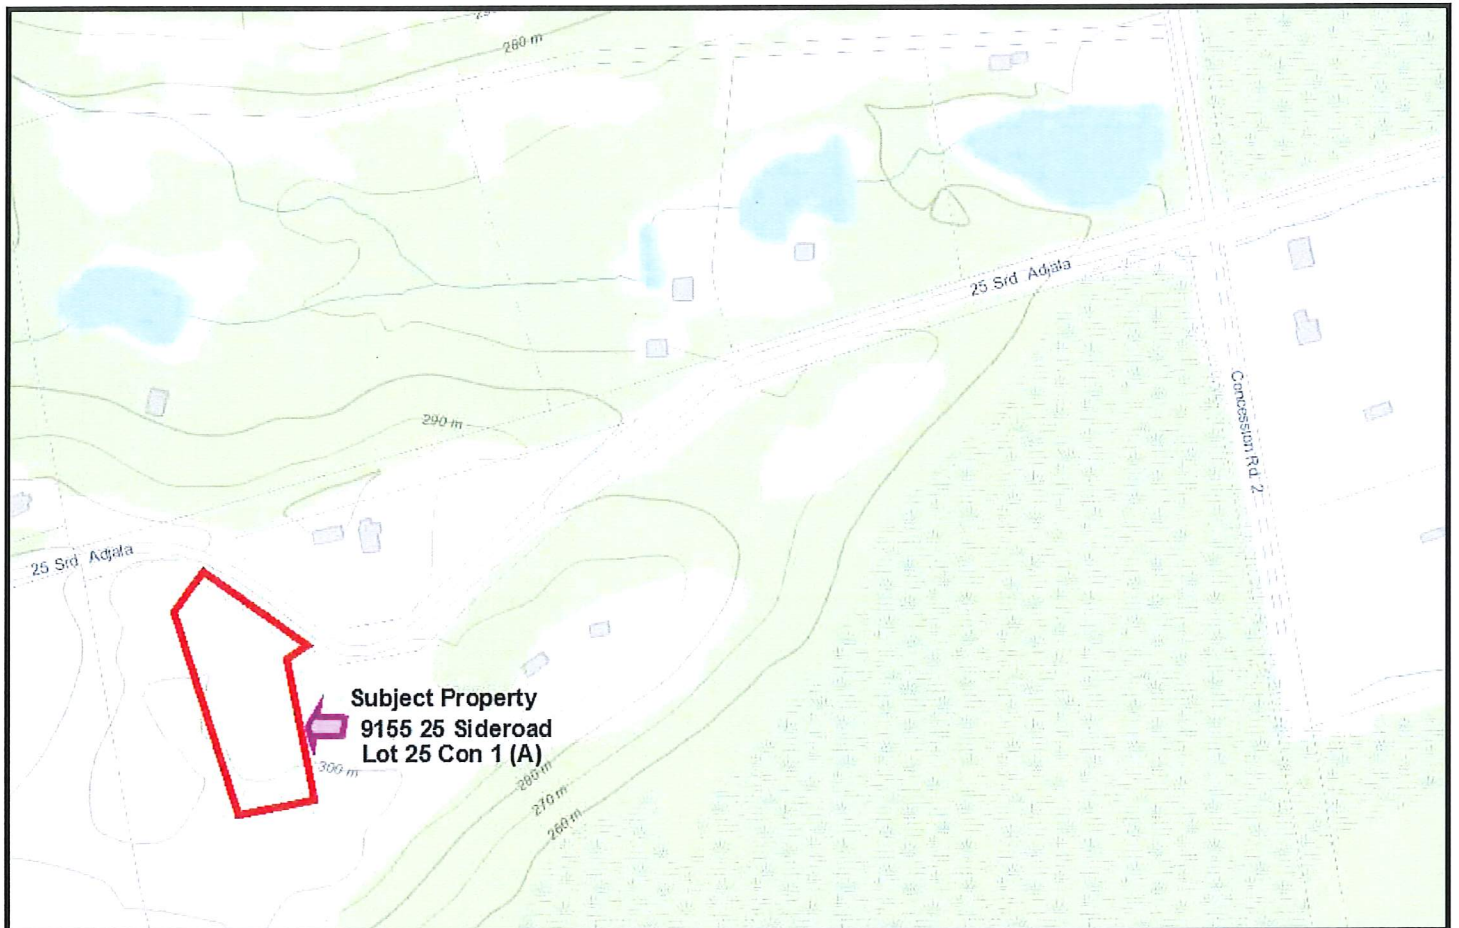 280 m
25 Srd Adjala
Concession Rd. 2
290 m
25 Srd Adjala
Subject Property
9155 25 Sideroad
Lot 25 Con 1 (A)
300 m
280 m
270 m
260 m